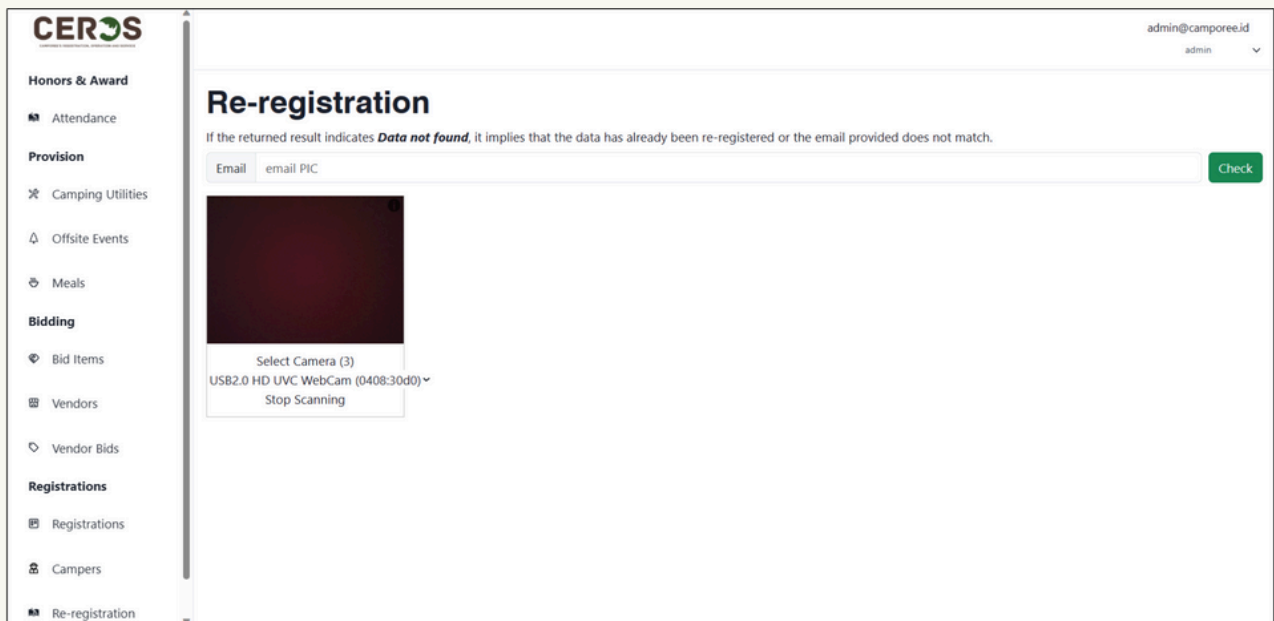 CEROS
admin@camporee.id
admin
Honors & Award
Attendance
Provision
Camping Utilities
Offsite Events
Meals
Bidding
Bid Items
Vendors
Vendor Bids
Registrations
Registrations
Campers
Re-registration
Re-registration
If the returned result indicates Data not found, it implies that the data has already been re-registered or the email provided does not match.
Email email PIC Check
Select Camera (3)
USB2.0 HD UVC WebCam (0408:30d0)
Stop Scanning